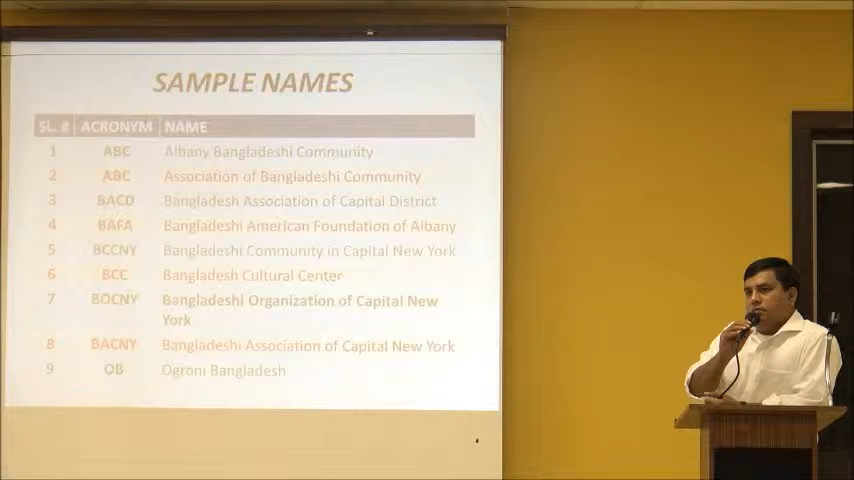 SAMPLE NAMES
SL. # ACRONYM NAME
1 ABC Albany Bangladeshi Community
2 ABC Association of Bangladeshi Community
3 BACD Bangladesh Association of Capital District
4 BAFA Bangladeshi American Foundation of Albany
5 BCCNY Bangladeshi Community in Capital New York
6 BCC Bangladesh Cultural Center
7 BOCNY Bangladeshi Organization of Capital New
York
8 BACNY Bangladeshi Association of Capital New York
9 OB Ogroni Bangladesh